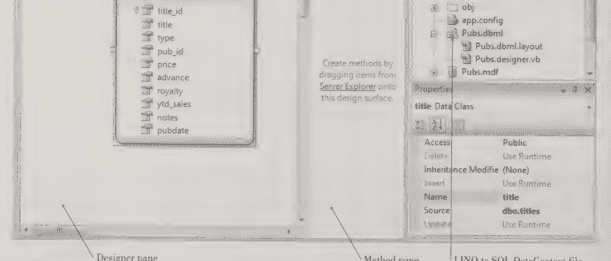 title_id
title
type
pub_id
price
advance
royalty
ytd_sales
notes
pubdate
Create methods by
dragging items from
Server Explorer onto
this design surface.
obj
app.config
Pubs.dbml
Pubs.dbml.layout
Pubs.designer.vb
Pubs.mdf
Properties
title Data Class
Access Public
Delete Use Runtime
Inheritance Modifie (None)
Insert Use Runtime
Name title
Source dbo.titles
Update Use Runtime
Designer pane
Method pane
LINQ to SQL DataContext file